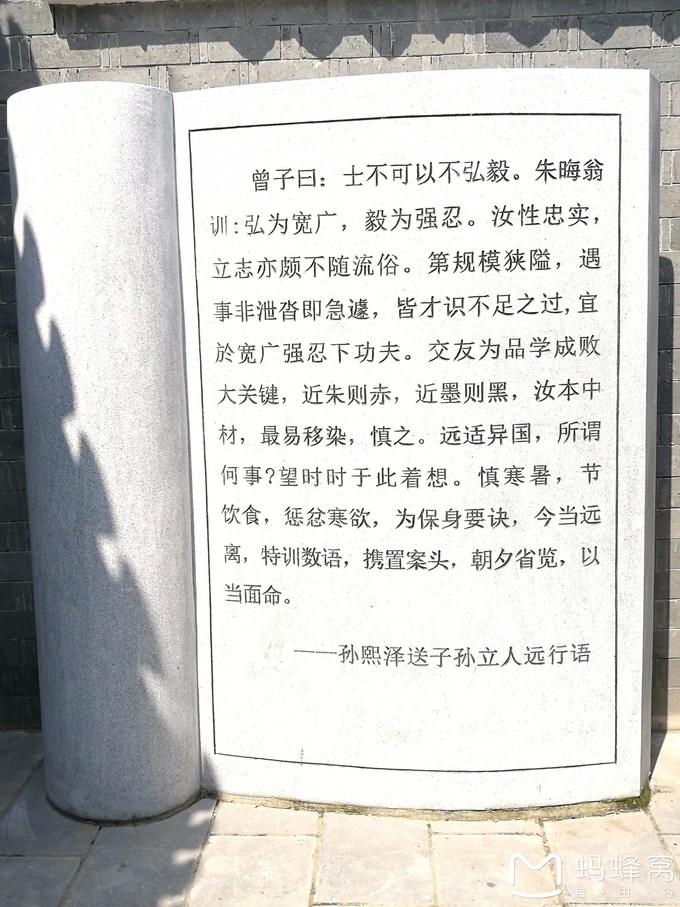 曾子曰：士不可以不弘毅。朱晦翁
训：弘为宽广，毅为强忍。汝性忠实，
立志亦颇不随流俗。第规模狭隘，遇
事非泄沓即急遽，皆才识不足之过，宜
於宽广强忍下功夫。交友为品学成败
大关键，近朱则赤，近墨则黑，汝本中
材，最易移染，慎之。远适异国，所谓
何事？望时时于此着想。慎寒暑，节
饮食，惩忿寒欲，为保身要诀，今当远
离，特训数语，携置案头，朝夕省览，以
当面命。
——孙熙泽送子孙立人远行语
蚂蜂窝
自由行